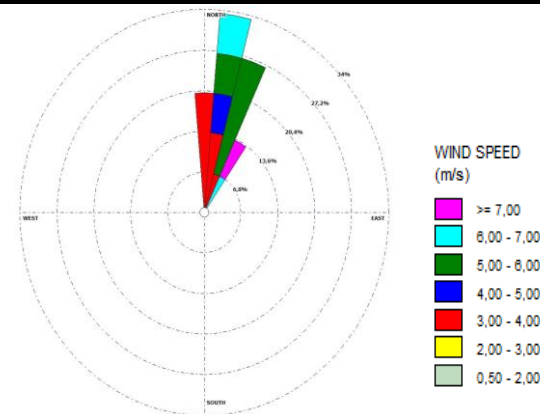 NORTH
34%
27,2%
20,4%
13,6%
6,8%
WEST
EAST
SOUTH
WIND SPEED
(m/s)
>= 7,00
6,00 - 7,00
5,00 - 6,00
4,00 - 5,00
3,00 - 4,00
2,00 - 3,00
0,50 - 2,00